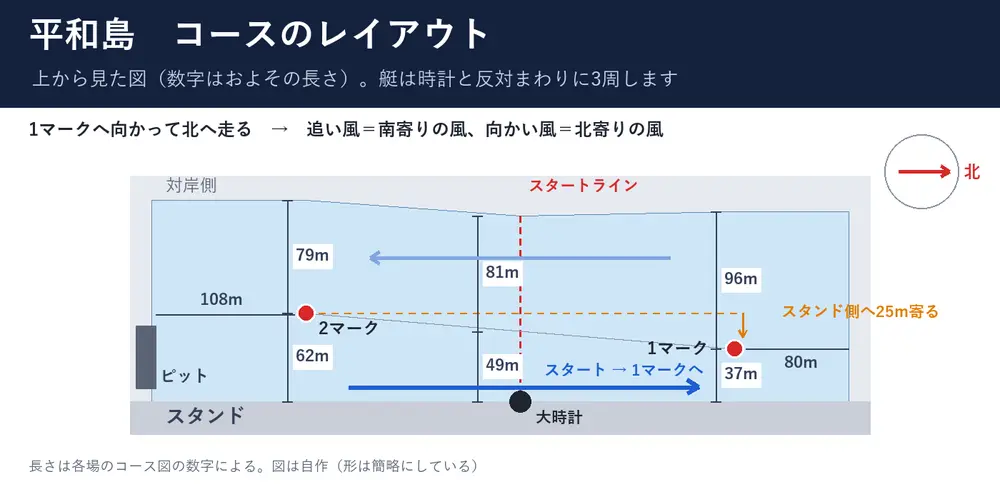 平和島　コースのレイアウト
上から見た図（数字はおよその長さ）。艇は時計と反対まわりに3周します
1マークへ向かって北へ走る　→　追い風＝南寄りの風、向かい風＝北寄りの風
北
対岸側
スタートライン
79m
81m
96m
108m
スタンド側へ25m寄る
2マーク
1マーク
62m
49m
スタート → 1マークへ
37m
80m
ピット
スタンド
大時計
長さは各場のコース図の数字による。図は自作（形は簡略にしている）